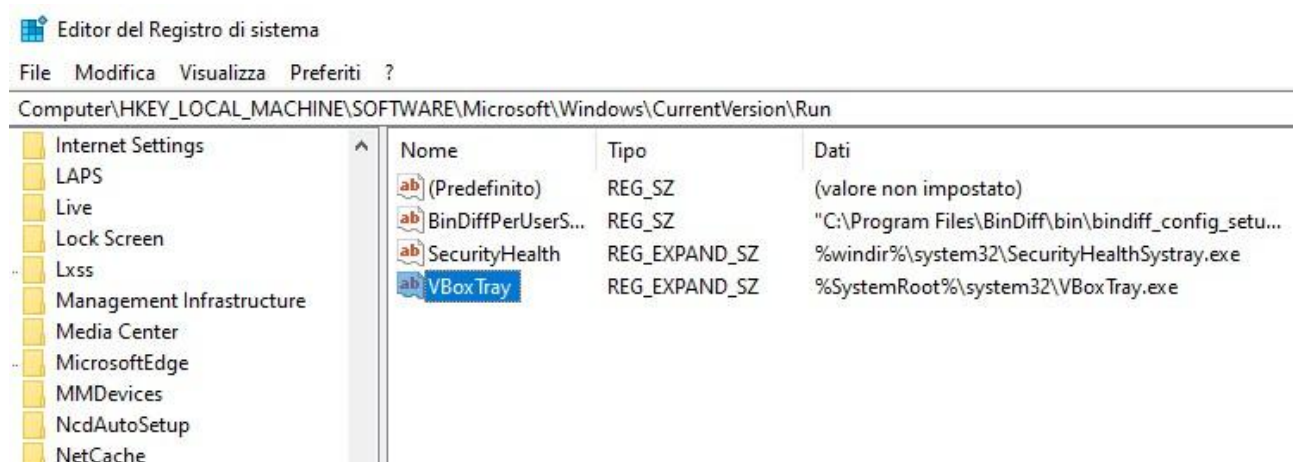 Editor del Registro di sistema
File Modifica Visualizza Preferiti ?
Computer\HKEY_LOCAL_MACHINE\SOFTWARE\Microsoft\Windows\CurrentVersion\Run
Internet Settings
LAPS
Live
Lock Screen
Lxss
Management Infrastructure
Media Center
MicrosoftEdge
MMDevices
NcdAutoSetup
NetCache
Nome Tipo Dati
(Predefinito) REG_SZ (valore non impostato)
BinDiffPerUserS... REG_SZ "C:\Program Files\BinDiff\bin\bindiff_config_setu...
SecurityHealth REG_EXPAND_SZ %windir%\system32\SecurityHealthSystray.exe
VBoxTray REG_EXPAND_SZ %SystemRoot%\system32\VBoxTray.exe